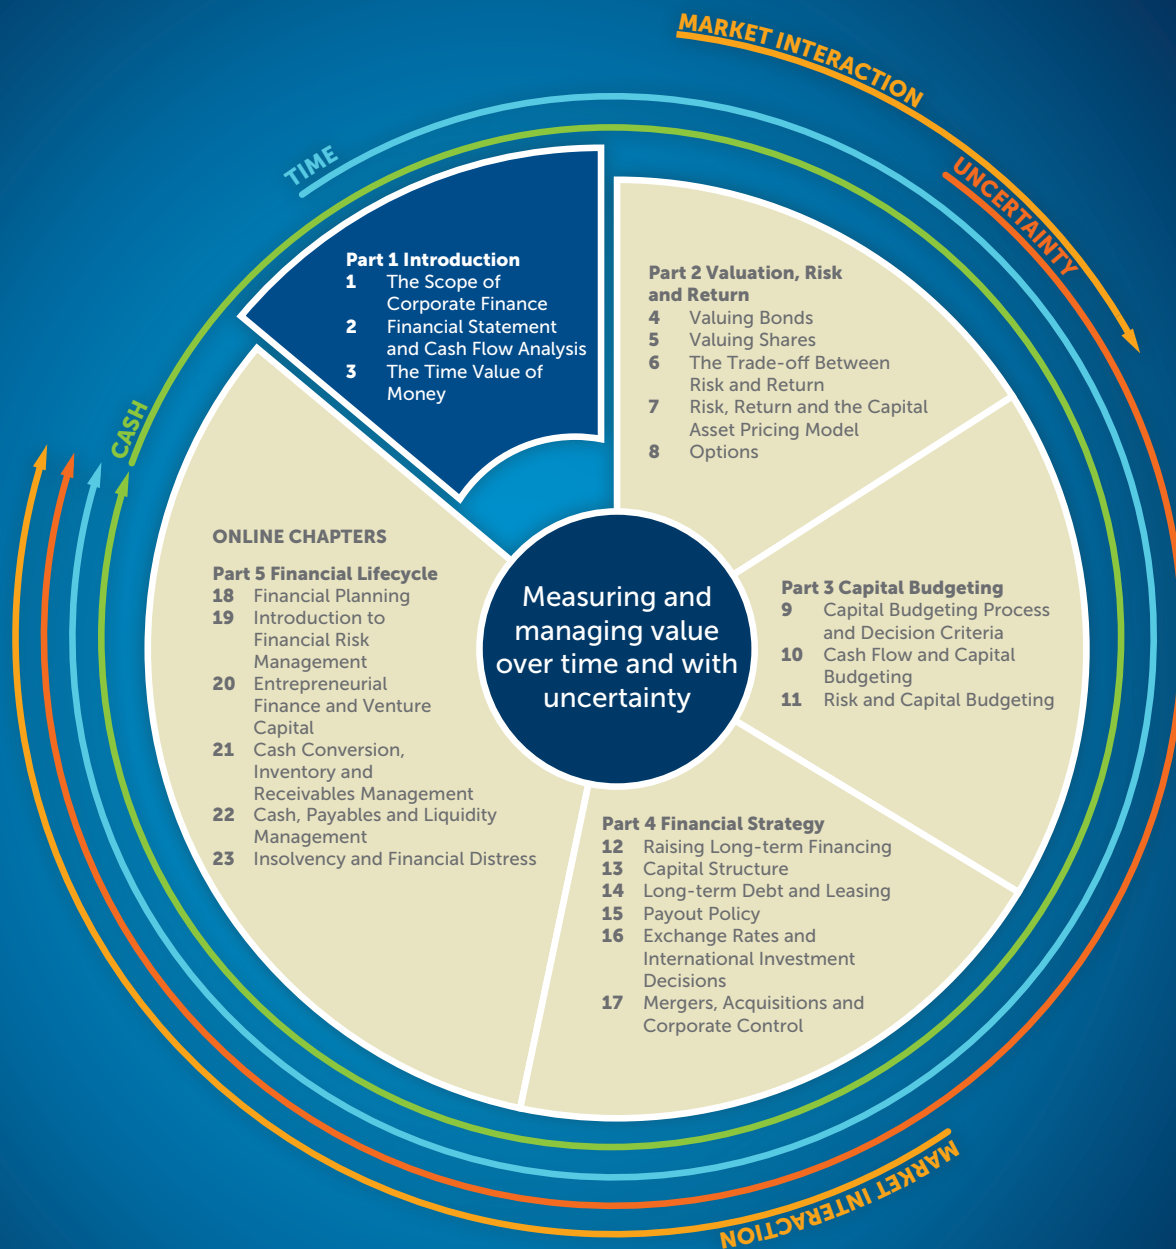 MARKET INTERACTION
TIME
UNCERTAINTY
CASH
Part 1 Introduction
1 The Scope of
Corporate Finance
2 Financial Statement
and Cash Flow Analysis
3 The Time Value of
Money
Part 2 Valuation, Risk
and Return
4 Valuing Bonds
5 Valuing Shares
6 The Trade-off Between
Risk and Return
7 Risk, Return and the Capital
Asset Pricing Model
8 Options
Part 3 Capital Budgeting
9 Capital Budgeting Process
and Decision Criteria
10 Cash Flow and Capital
Budgeting
11 Risk and Capital Budgeting
Part 4 Financial Strategy
12 Raising Long-term Financing
13 Capital Structure
14 Long-term Debt and Leasing
15 Payout Policy
16 Exchange Rates and
International Investment
Decisions
17 Mergers, Acquisitions and
Corporate Control
ONLINE CHAPTERS
Part 5 Financial Lifecycle
18 Financial Planning
19 Introduction to
Financial Risk
Management
20 Entrepreneurial
Finance and Venture
Capital
21 Cash Conversion,
Inventory and
Receivables Management
22 Cash, Payables and Liquidity
Management
23 Insolvency and Financial Distress
Measuring and
managing value
over time and with
uncertainty
MARKET INTERACTION